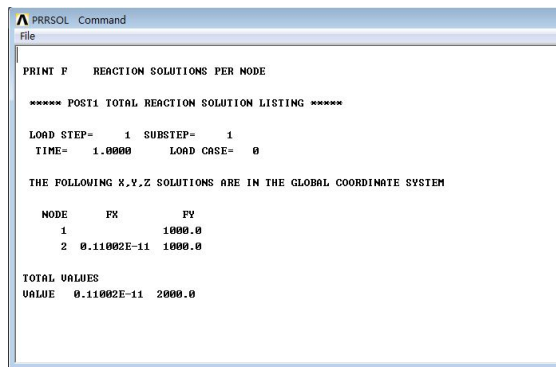 PRRSOL Command
File
PRINT F REACTION SOLUTIONS PER NODE
***** POST1 TOTAL REACTION SOLUTION LISTING *****
LOAD STEP= 1 SUBSTEP= 1
TIME= 1.0000 LOAD CASE= 0
THE FOLLOWING X,Y,Z SOLUTIONS ARE IN THE GLOBAL COORDINATE SYSTEM
NODE FX FY
1 1000.0
2 0.11002E-11 1000.0
TOTAL VALUES
VALUE 0.11002E-11 2000.0